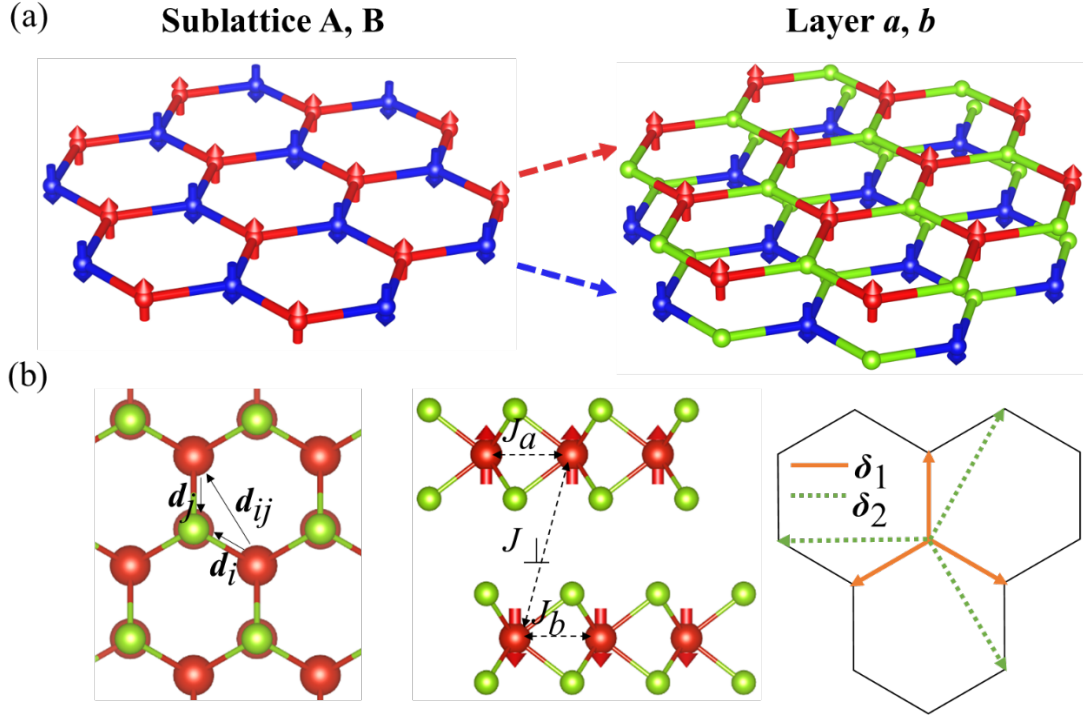 (a)
Sublattice A, B
Layer a, b
(b)
d_j
d_ij
d_i
J_a
J_⊥
J_b
δ_1
δ_2